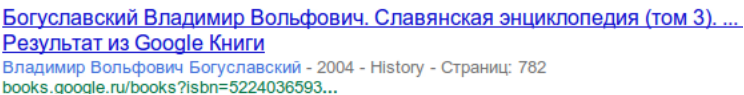 Богуславский Владимир Вольфович. Славянская энциклопедия (том 3). ...
Результат из Google Книги
Владимир Вольфович Богуславский - 2004 - History - Страниц: 782
books.google.ru/books?isbn=5224036593...